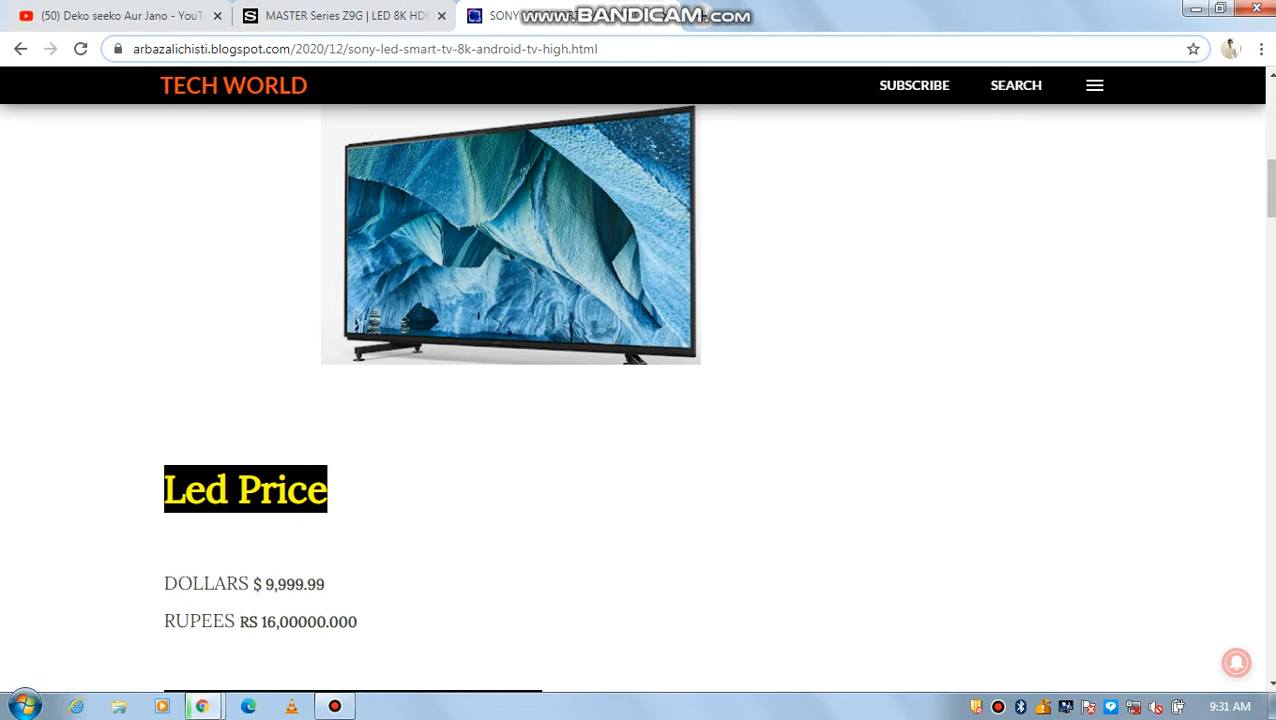 (50) Deko seeko Aur Jano - YouT
MASTER Series Z9G | LED 8K HDR
SONY
www.BANDICAM.com
arbazalichisti.blogspot.com/2020/12/sony-led-smart-tv-8k-android-tv-high.html
TECH WORLD
SUBSCRIBE
SEARCH
Led Price
DOLLARS $ 9,999.99
RUPEES RS 16,00000.000
9:31 AM